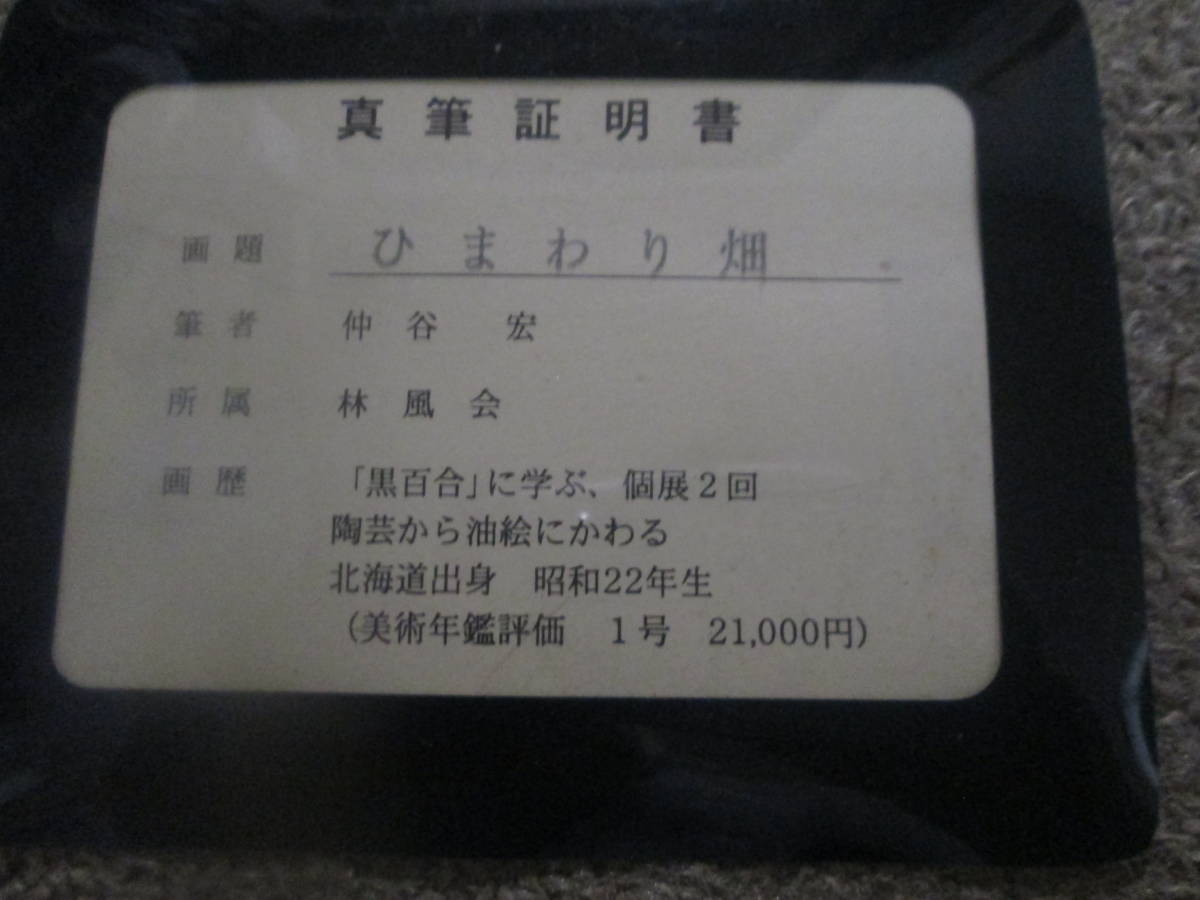 真筆証明書
画題 ひまわり畑
筆者 仲谷 宏
所属 林風会
画歴 「黒百合」に学ぶ、個展2回
陶芸から油絵にかわる
北海道出身 昭和22年生
(美術年鑑評価 1号 21,000円)